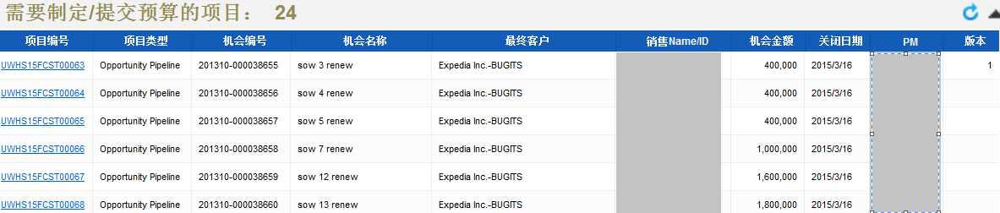 需要制定/提交预算的项目： 24
项目编号 项目类型 机会编号 机会名称 最终客户 销售Name/ID 机会金额 关闭日期 PM 版本
UWHS15FCST00063 Opportunity Pipeline 201310-000038655 sow 3 renew Expedia Inc.-BUGITS 400,000 2015/3/16 1
UWHS15FCST00064 Opportunity Pipeline 201310-000038656 sow 4 renew Expedia Inc.-BUGITS 400,000 2015/3/16
UWHS15FCST00065 Opportunity Pipeline 201310-000038657 sow 5 renew Expedia Inc.-BUGITS 400,000 2015/3/16
UWHS15FCST00066 Opportunity Pipeline 201310-000038658 sow 7 renew Expedia Inc.-BUGITS 1,000,000 2015/3/16
UWHS15FCST00067 Opportunity Pipeline 201310-000038659 sow 12 renew Expedia Inc.-BUGITS 1,600,000 2015/3/16
UWHS15FCST00068 Opportunity Pipeline 201310-000038660 sow 13 renew Expedia Inc.-BUGITS 1,800,000 2015/3/16